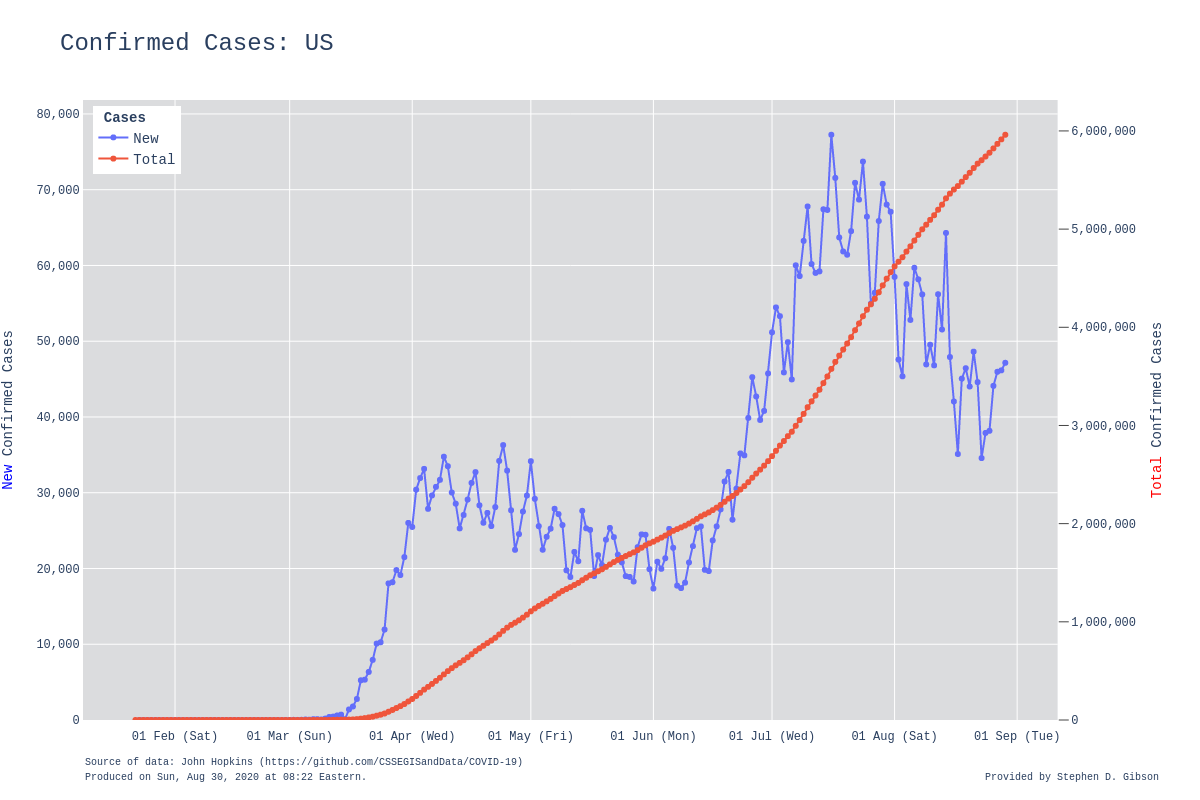 Confirmed Cases: US
Cases
New
Total
80,000
70,000
60,000
50,000
40,000
30,000
20,000
10,000
0
New Confirmed Cases
6,000,000
5,000,000
4,000,000
3,000,000
2,000,000
1,000,000
0
Total Confirmed Cases
01 Feb (Sat) 01 Mar (Sun) 01 Apr (Wed) 01 May (Fri) 01 Jun (Mon) 01 Jul (Wed) 01 Aug (Sat) 01 Sep (Tue)
Source of data: John Hopkins (https://github.com/CSSEGISandData/COVID-19)
Produced on Sun, Aug 30, 2020 at 08:22 Eastern.
Provided by Stephen D. Gibson